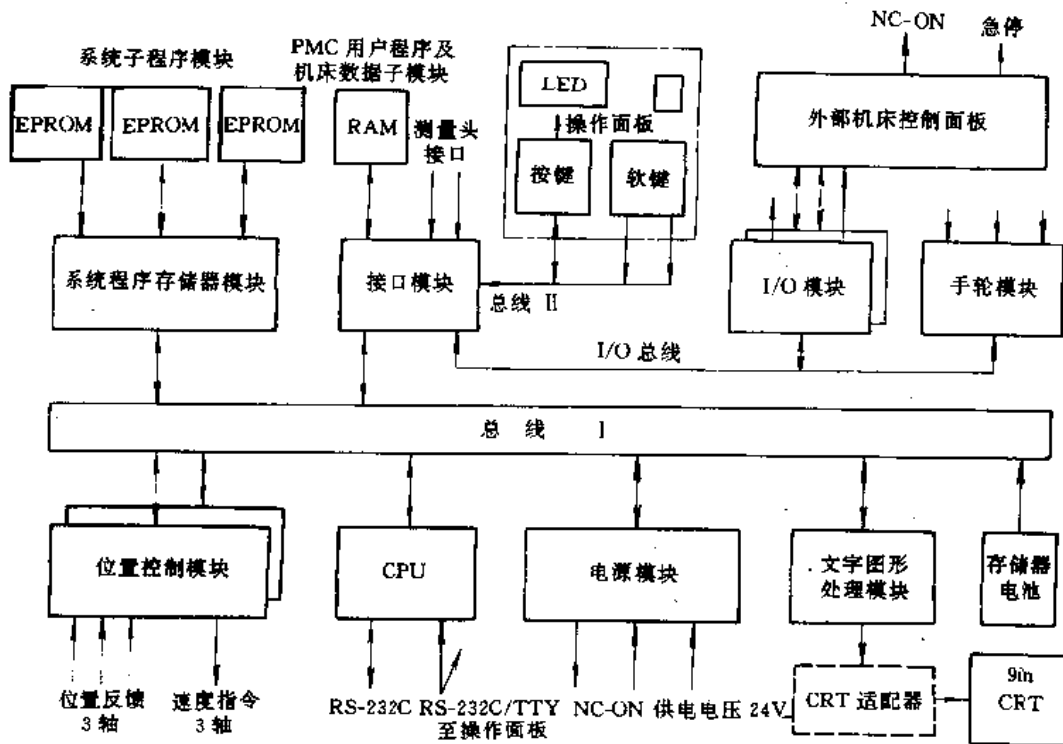 NC-ON
急停
系统子程序模块
PMC 用户程序及
机床数据子模块
EPROM
EPROM
EPROM
RAM
测量头
接口
LED
操作面板
按键
软键
外部机床控制面板
系统程序存储器模块
接口模块
总线 Ⅱ
I/O 模块
手轮模块
I/O 总线
总 线 Ⅰ
位置控制模块
CPU
电源模块
文字图形
处理模块
存储器
电池
位置反馈
3 轴
速度指令
3 轴
RS-232C
RS-232C/TTY
至操作面板
NC-ON
供电电压 24V
CRT 适配器
9in
CRT